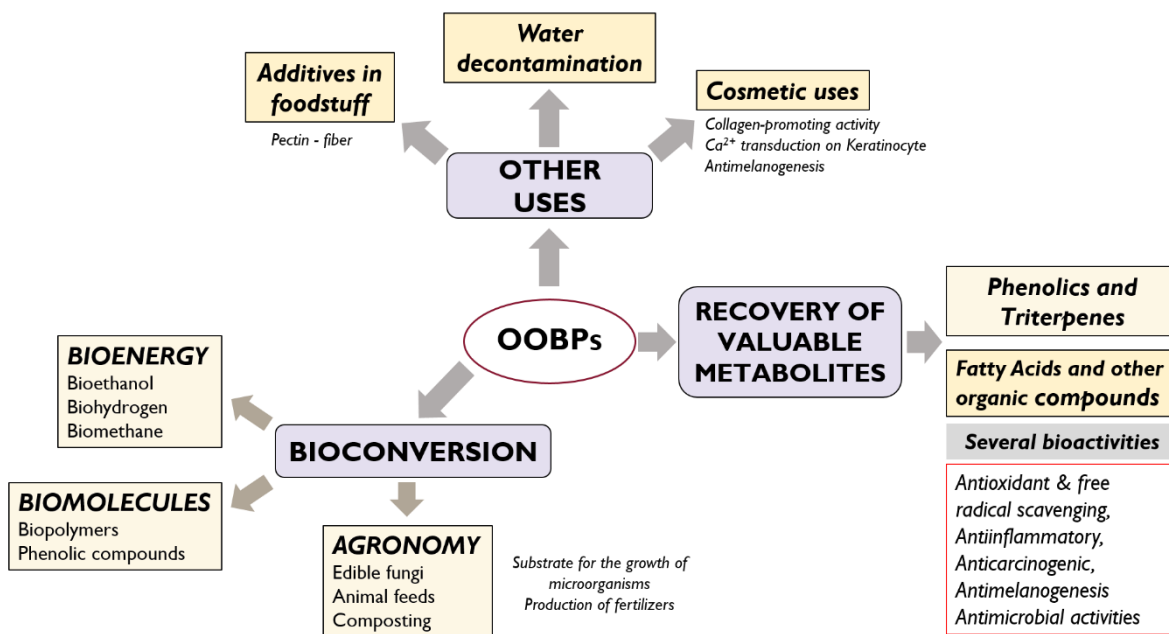 Water
decontamination
Additives in
foodstuff
Pectin - fiber
Cosmetic uses
Collagen-promoting activity
Ca²⁺ transduction on Keratinocyte
Antimelanogenesis
OTHER
USES
OOBPs
RECOVERY OF
VALUABLE
METABOLITES
Phenolics and
Triterpenes
Fatty Acids and other
organic compounds
Several bioactivities
Antioxidant & free
radical scavenging,
Antiinflammatory,
Anticarcinogenic,
Antimelanogenesis
Antimicrobial activities
BIOCONVERSION
BIOENERGY
Bioethanol
Biohydrogen
Biomethane
BIOMOLECULES
Biopolymers
Phenolic compounds
AGRONOMY
Edible fungi
Animal feeds
Composting
Substrate for the growth of
microorganisms
Production of fertilizers